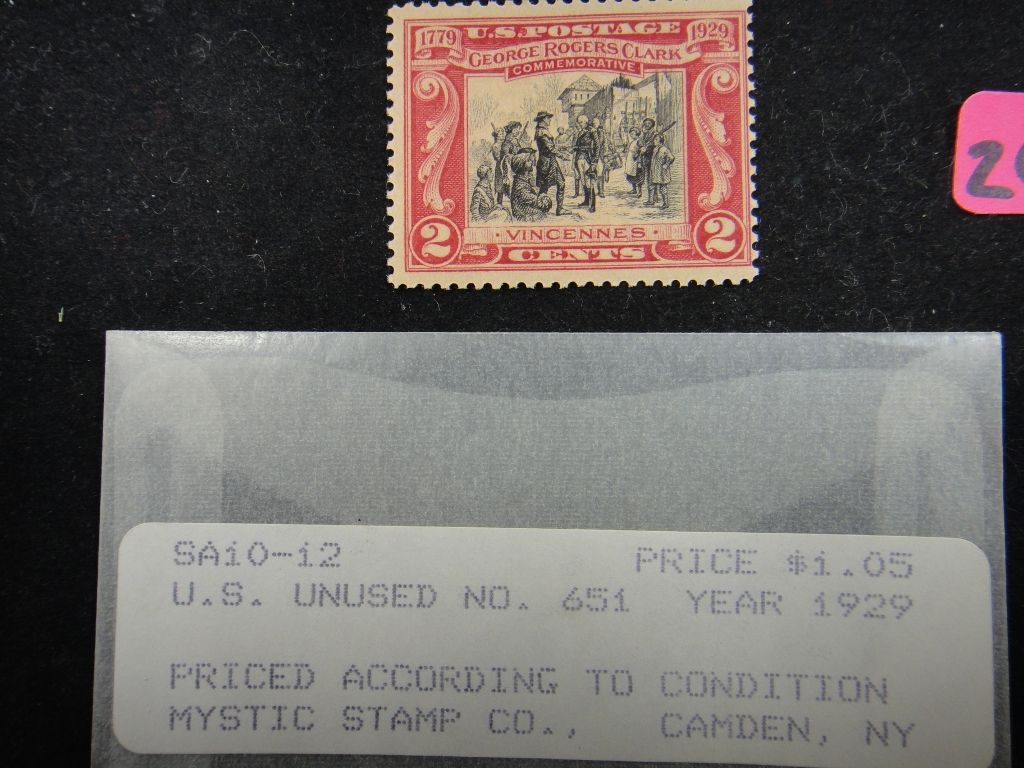 1779 U.S. POSTAGE 1929
GEORGE ROGERS CLARK
COMMEMORATIVE
2 · VINCENNES · 2
CENTS
SA10-12 PRICE $1.05
U.S. UNUSED NO. 651 YEAR 1929
PRICED ACCORDING TO CONDITION
MYSTIC STAMP CO., CAMDEN, NY